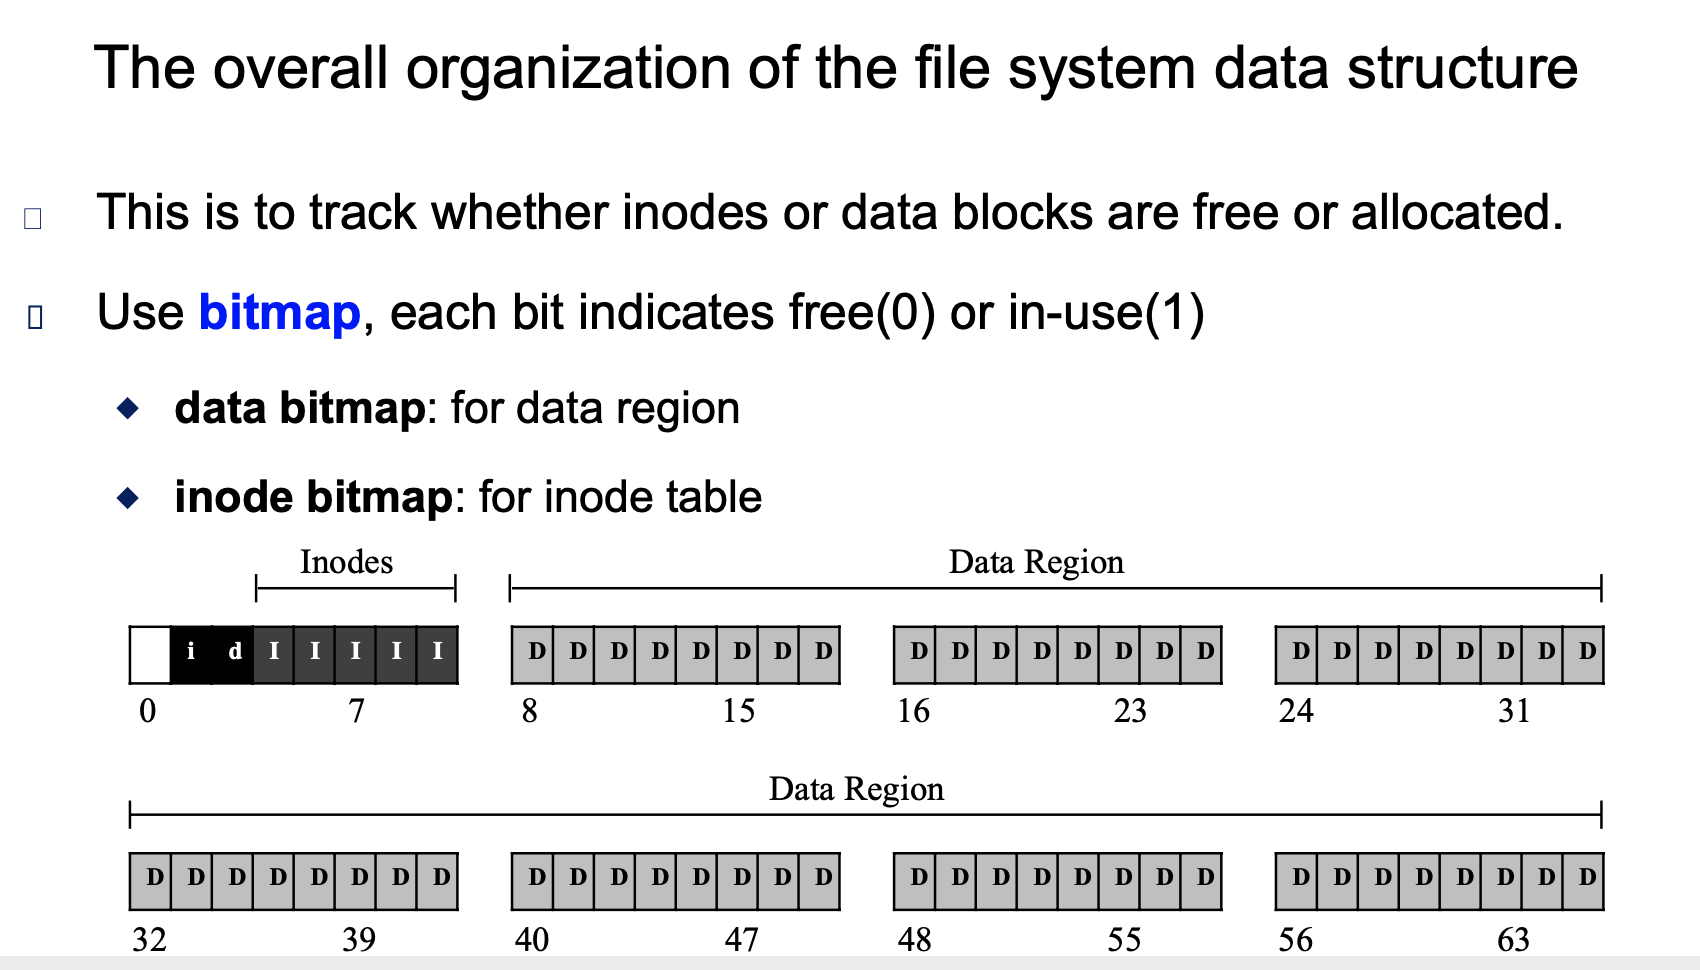 The overall organization of the file system data structure
This is to track whether inodes or data blocks are free or allocated.
Use bitmap, each bit indicates free(0) or in-use(1)
data bitmap: for data region
inode bitmap: for inode table
Inodes Data Region
i d I I I I I D D D D D D D D D D D D D D D D D D D D D D D D
0 7 8 15 16 23 24 31
Data Region
D D D D D D D D D D D D D D D D D D D D D D D D D D D D D D D D
32 39 40 47 48 55 56 63